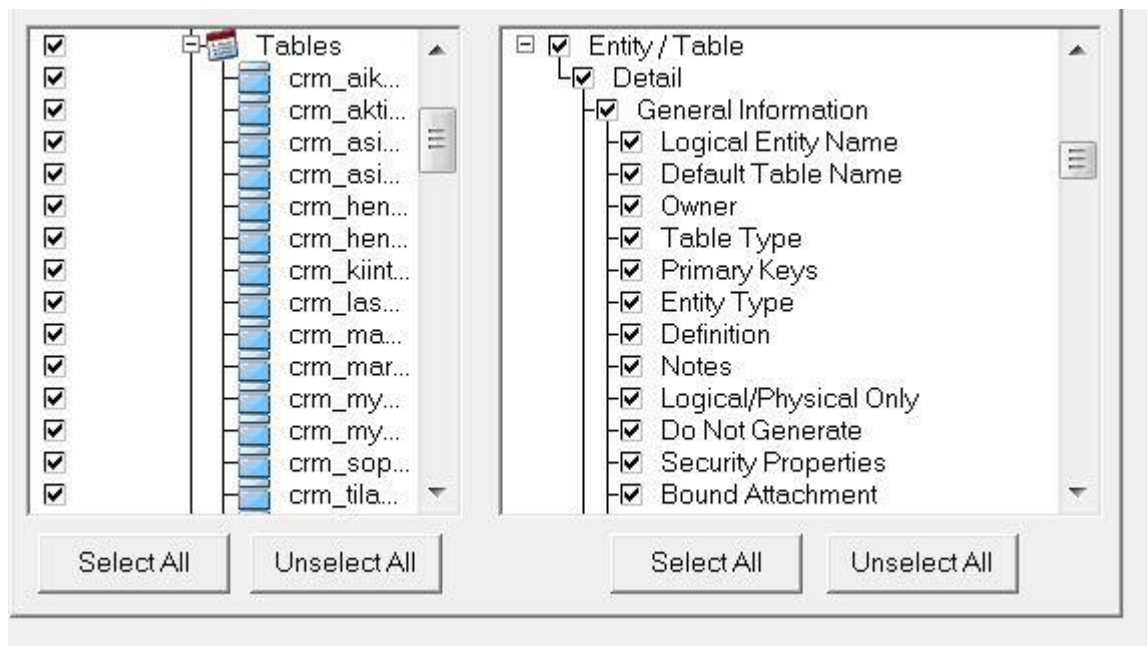 Tables
crm_aik...
crm_akti...
crm_asi...
crm_asi...
crm_hen...
crm_hen...
crm_kiint...
crm_las...
crm_ma...
crm_mar...
crm_my...
crm_my...
crm_sop...
crm_tila...
Select All
Unselect All
Entity / Table
Detail
General Information
Logical Entity Name
Default Table Name
Owner
Table Type
Primary Keys
Entity Type
Definition
Notes
Logical/Physical Only
Do Not Generate
Security Properties
Bound Attachment
Select All
Unselect All